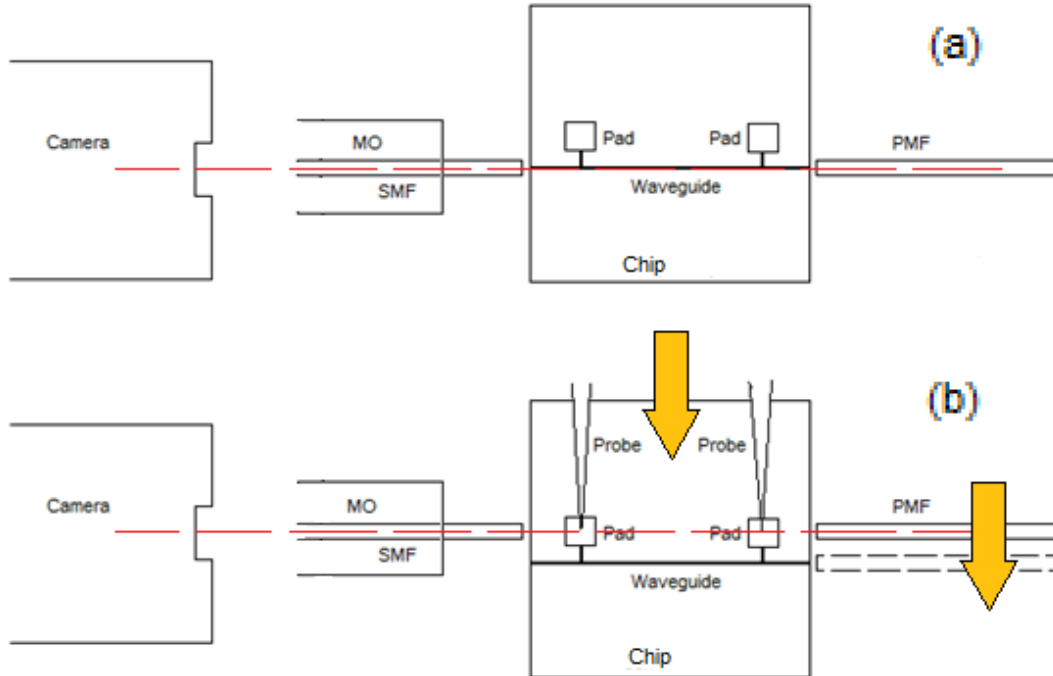 (a)
Camera
MO
SMF
Pad
Pad
Waveguide
Chip
PMF
(b)
Camera
MO
SMF
Probe
Probe
Pad
Pad
Waveguide
Chip
PMF